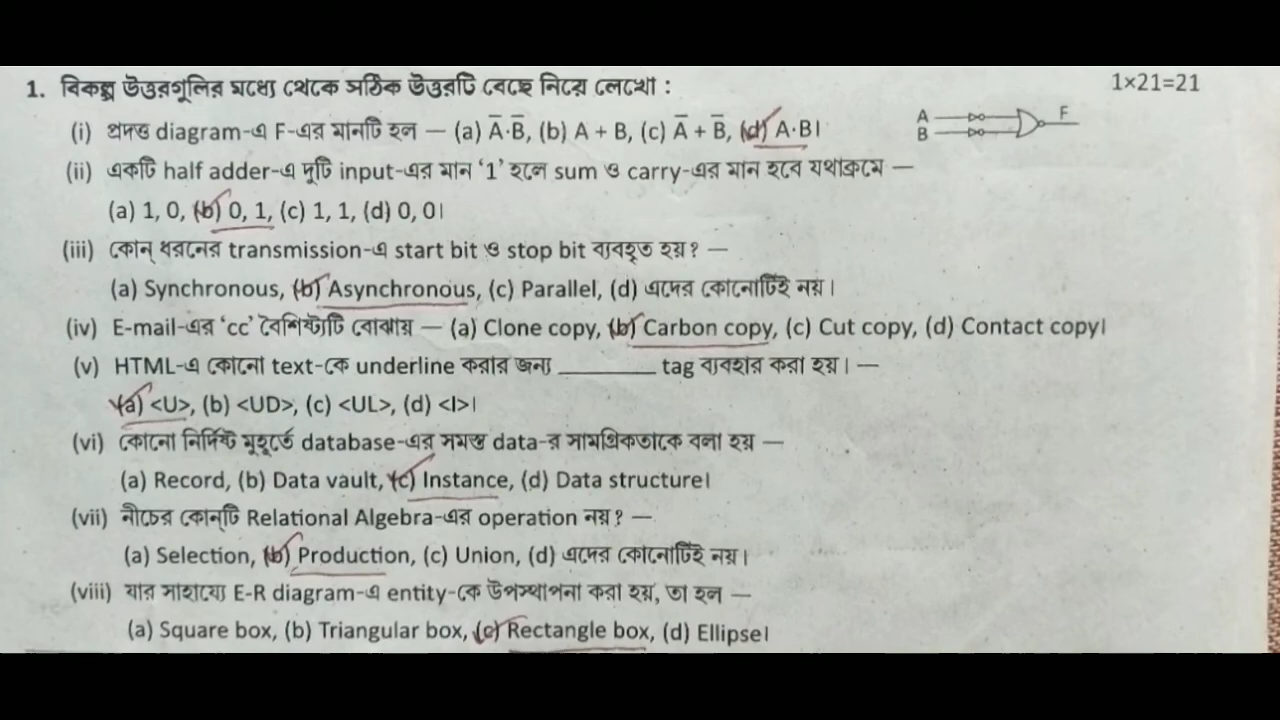 1. বিকল্প উত্তরগুলির মধ্যে থেকে সঠিক উত্তরটি বেছে নিয়ে লেখো : 1×21=21
(i) প্রদত্ত diagram-এ F-এর মানটি হল — (a) A̅·B̅, (b) A + B, (c) A̅ + B̅, (d) A·B। A B F
(ii) একটি half adder-এ দুটি input-এর মান ‘1’ হলে sum ও carry-এর মান হবে যথাক্রমে —
(a) 1, 0, (b) 0, 1, (c) 1, 1, (d) 0, 0।
(iii) কোন্ ধরনের transmission-এ start bit ও stop bit ব্যবহৃত হয়? —
(a) Synchronous, (b) Asynchronous, (c) Parallel, (d) এদের কোনোটিই নয়।
(iv) E-mail-এর ‘cc’ বৈশিষ্ট্যটি বোঝায় — (a) Clone copy, (b) Carbon copy, (c) Cut copy, (d) Contact copy।
(v) HTML-এ কোনো text-কে underline করার জন্য ________ tag ব্যবহার করা হয়। —
(a) <U>, (b) <UD>, (c) <UL>, (d) <I>।
(vi) কোনো নির্দিষ্ট মুহূর্তে database-এর সমস্ত data-র সামগ্রিকতাকে বলা হয় —
(a) Record, (b) Data vault, (c) Instance, (d) Data structure।
(vii) নীচের কোন্‌টি Relational Algebra-এর operation নয়? —
(a) Selection, (b) Production, (c) Union, (d) এদের কোনোটিই নয়।
(viii) যার সাহায্যে E-R diagram-এ entity-কে উপস্থাপনা করা হয়, তা হল —
(a) Square box, (b) Triangular box, (c) Rectangle box, (d) Ellipse।